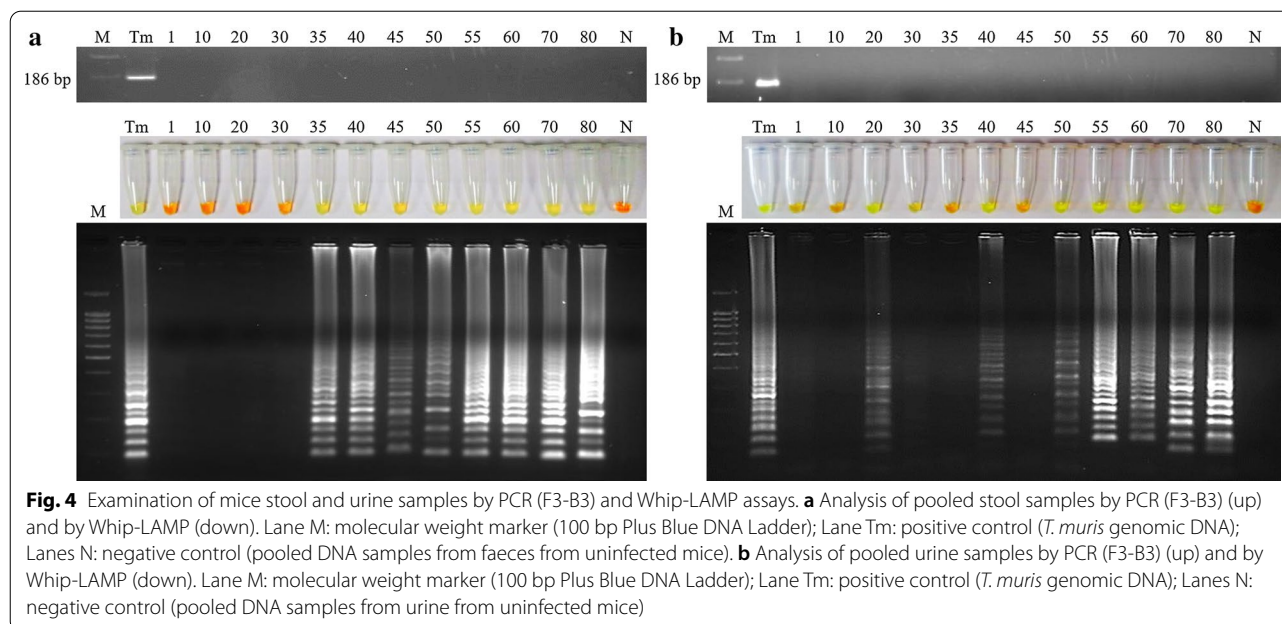 a
M Tm 1 10 20 30 35 40 45 50 55 60 70 80 N
186 bp
Tm 1 10 20 30 35 40 45 50 55 60 70 80 N
M
b
M Tm 1 10 20 30 35 40 45 50 55 60 70 80 N
186 bp
Tm 1 10 20 30 35 40 45 50 55 60 70 80 N
M
Fig. 4 Examination of mice stool and urine samples by PCR (F3-B3) and Whip-LAMP assays. a Analysis of pooled stool samples by PCR (F3-B3) (up)
and by Whip-LAMP (down). Lane M: molecular weight marker (100 bp Plus Blue DNA Ladder); Lane Tm: positive control (T. muris genomic DNA);
Lanes N: negative control (pooled DNA samples from faeces from uninfected mice). b Analysis of pooled urine samples by PCR (F3-B3) (up) and by
Whip-LAMP (down). Lane M: molecular weight marker (100 bp Plus Blue DNA Ladder); Lane Tm: positive control (T. muris genomic DNA); Lanes N:
negative control (pooled DNA samples from urine from uninfected mice)